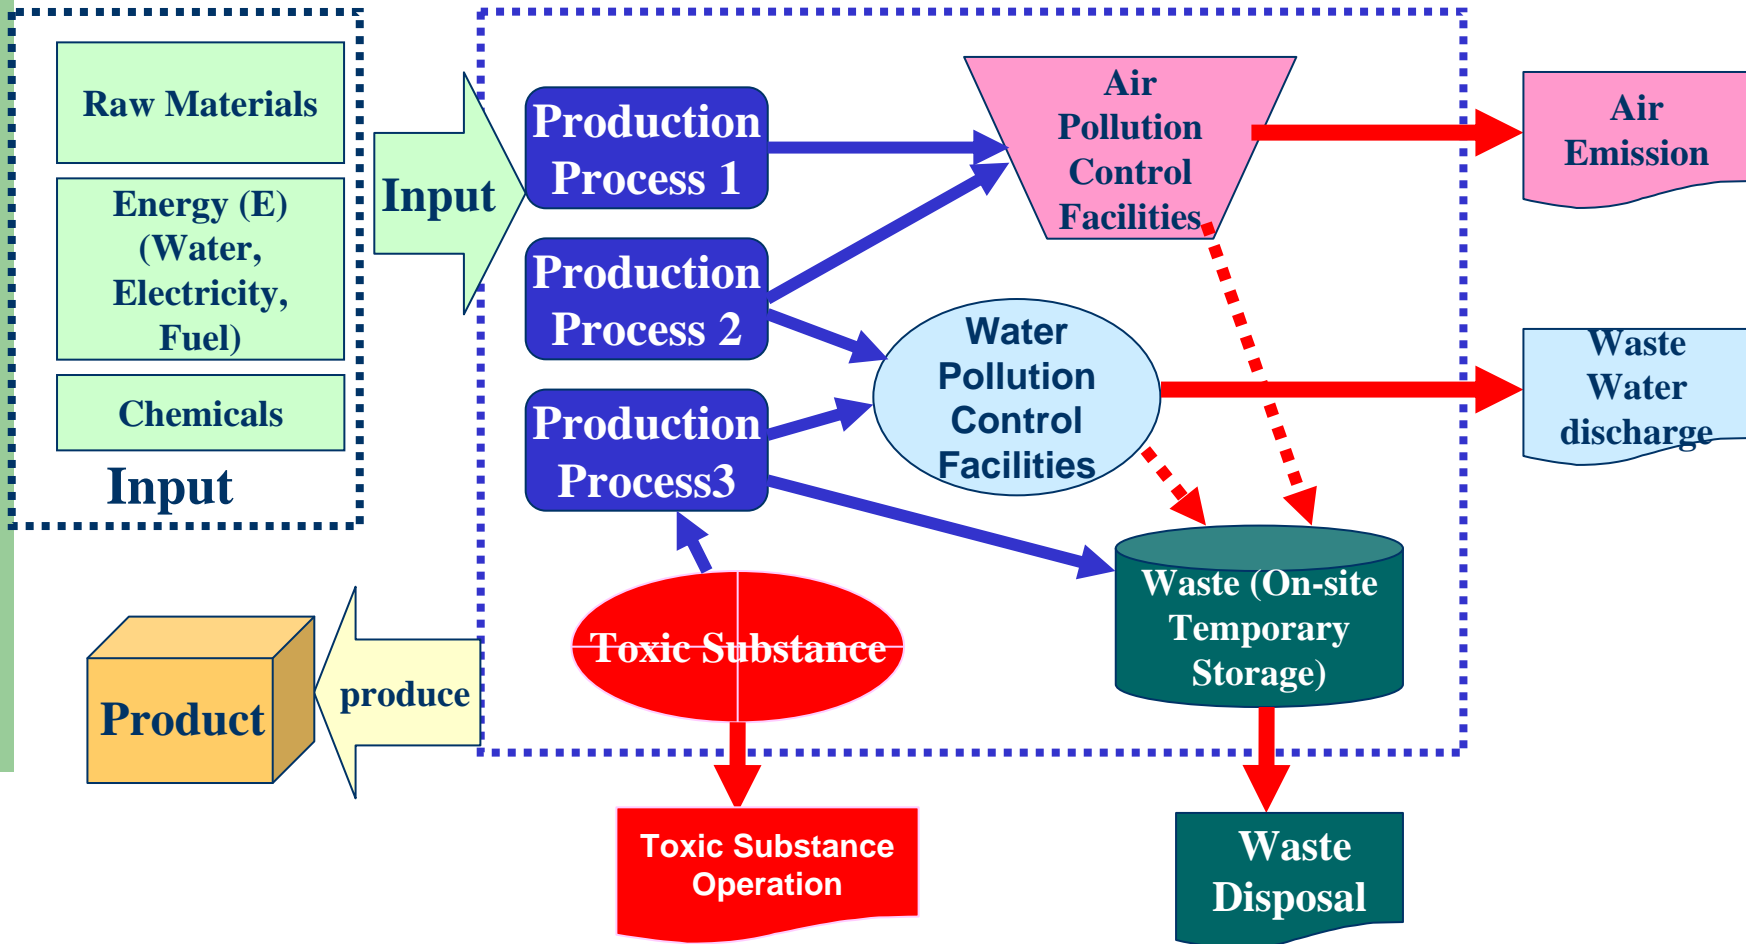 Raw Materials
Energy (E)
(Water,
Electricity,
Fuel)
Chemicals
Input
Input
Production
Process 1
Production
Process 2
Production
Process3
Air
Pollution
Control
Facilities
Water
Pollution
Control
Facilities
Air
Emission
Waste
Water
discharge
Toxic Substance
Waste (On-site
Temporary
Storage)
produce
Product
Toxic Substance
Operation
Waste
Disposal